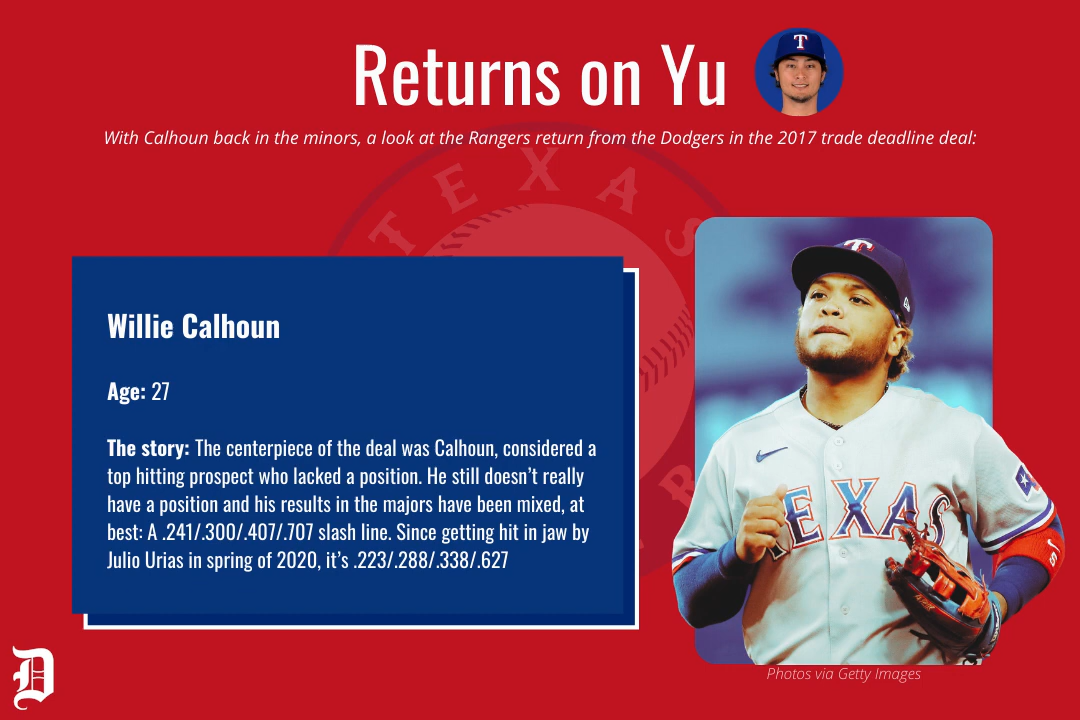 Returns on Yu
T
With Calhoun back in the minors, a look at the Rangers return from the Dodgers in the 2017 trade deadline deal:
TEXAS
R
Willie Calhoun
Age: 27
The story: The centerpiece of the deal was Calhoun, considered a
top hitting prospect who lacked a position. He still doesn’t really
have a position and his results in the majors have been mixed, at
best: A .241/.300/.407/.707 slash line. Since getting hit in jaw by
Julio Urias in spring of 2020, it’s .223/.288/.338/.627
T
TEXAS
Photos via Getty Images
D